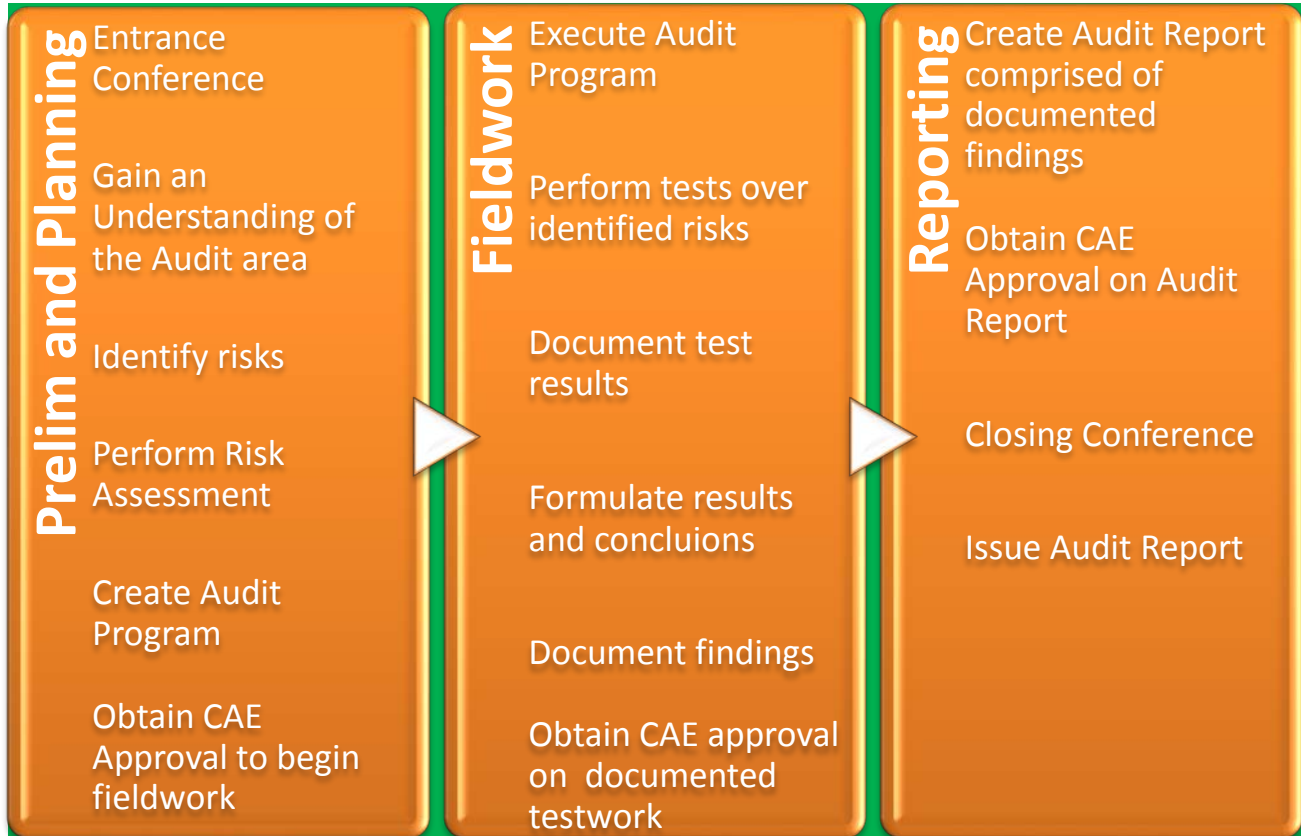 Prelim and Planning
Entrance
Conference
Gain an
Understanding of
the Audit area
Identify risks
Perform Risk
Assessment
Create Audit
Program
Obtain CAE
Approval to begin
fieldwork
Fieldwork
Execute Audit
Program
Perform tests over
identified risks
Document test
results
Formulate results
and concluions
Document findings
Obtain CAE approval
on documented
testwork
Reporting
Create Audit Report
comprised of
documented
findings
Obtain CAE
Approval on Audit
Report
Closing Conference
Issue Audit Report